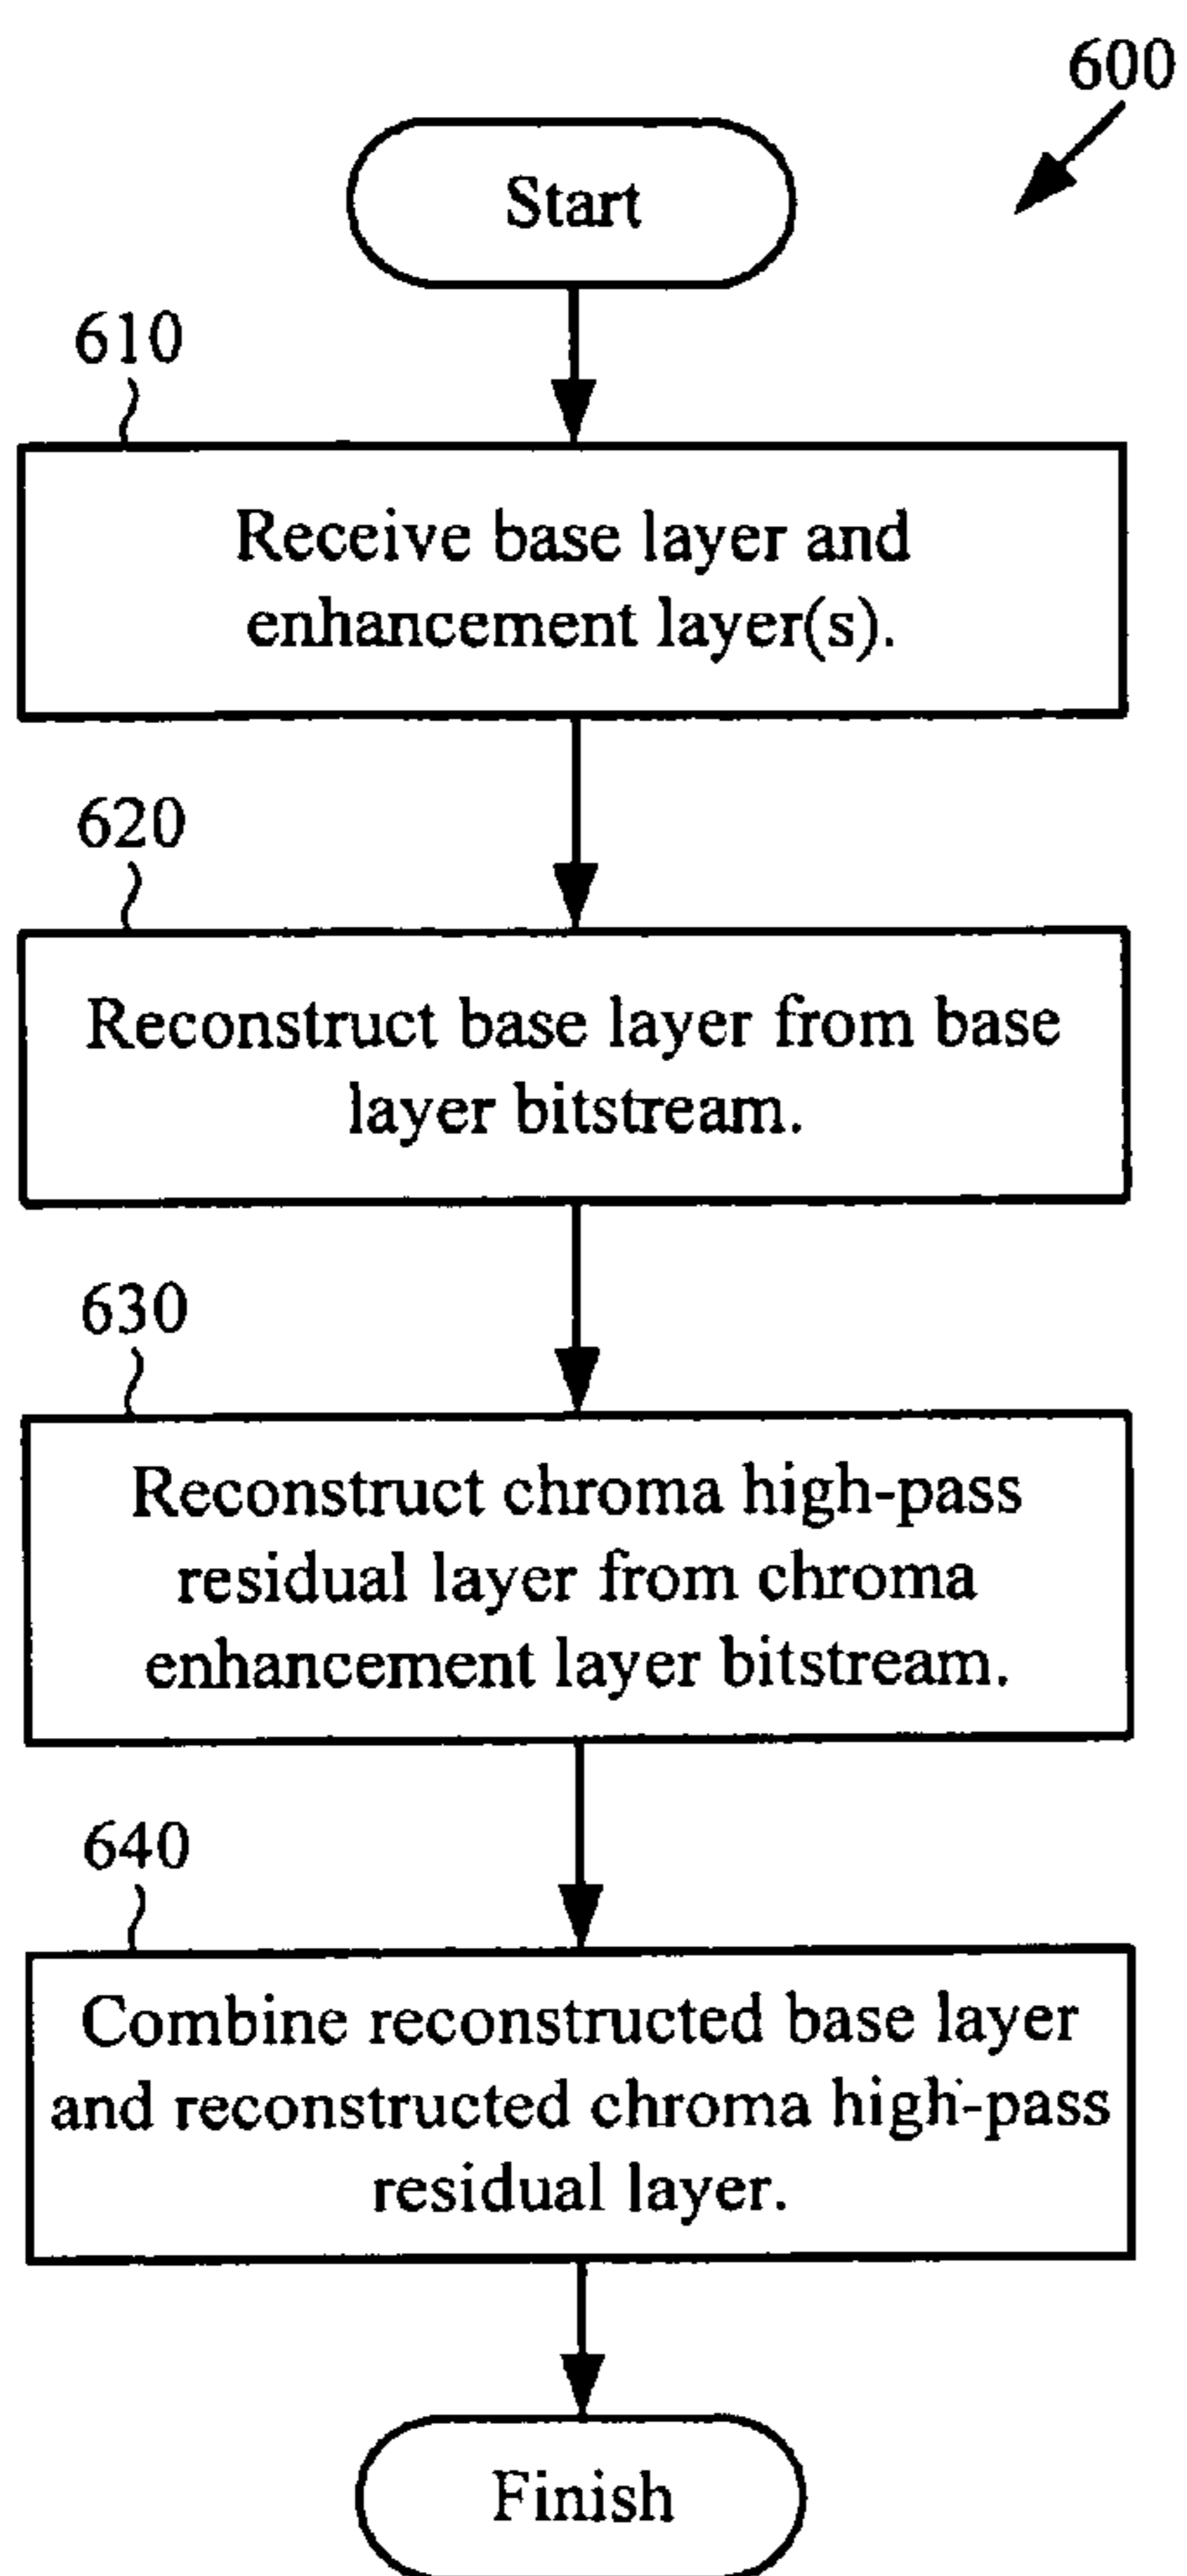 600
Start
610
Receive base layer and
enhancement layer(s).
620
Reconstruct base layer from base
layer bitstream.
630
Reconstruct chroma high-pass
residual layer from chroma
enhancement layer bitstream.
640
Combine reconstructed base layer
and reconstructed chroma high-pass
residual layer.
Finish